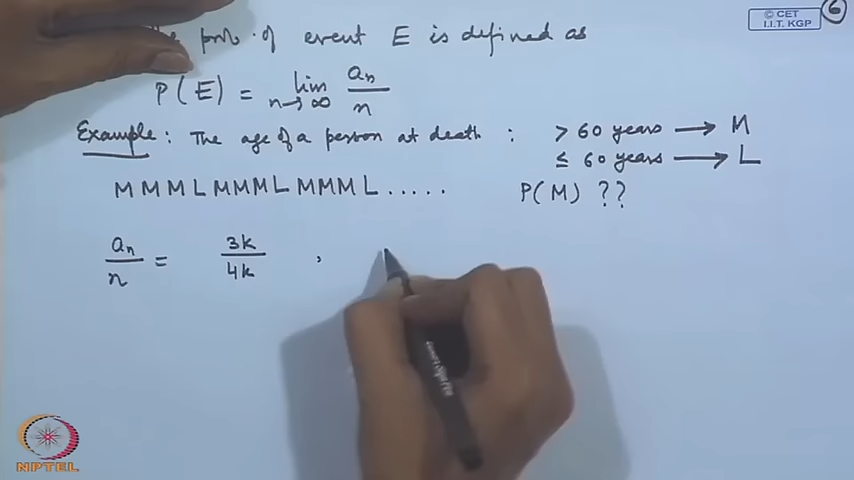 © CET
I.I.T. KGP
6
prob. of event E is defined as
P(E) = lim n→∞ an/n
Example : The age of a person at death : > 60 years → M
≤ 60 years → L
M M M L M M M L M M M L . . . . . P(M) ??
an/n = 3k/4k ,
NPTEL